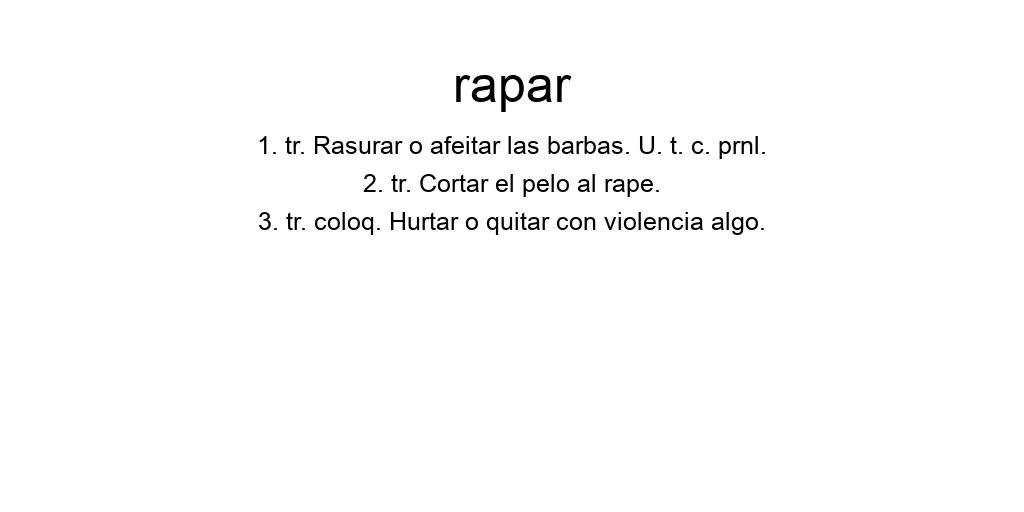 rapar
1. tr. Rasurar o afeitar las barbas. U. t. c. prnl.
2. tr. Cortar el pelo al rape.
3. tr. coloq. Hurtar o quitar con violencia algo.